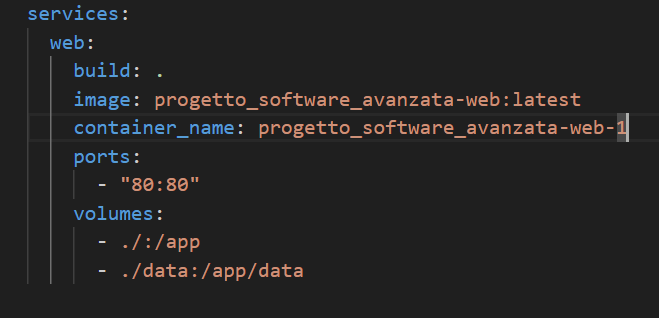 services:
  web:
    build: .
    image: progetto_software_avanzata-web:latest
    container_name: progetto_software_avanzata-web-1
    ports:
      - "80:80"
    volumes:
      - ./:/app
      - ./data:/app/data